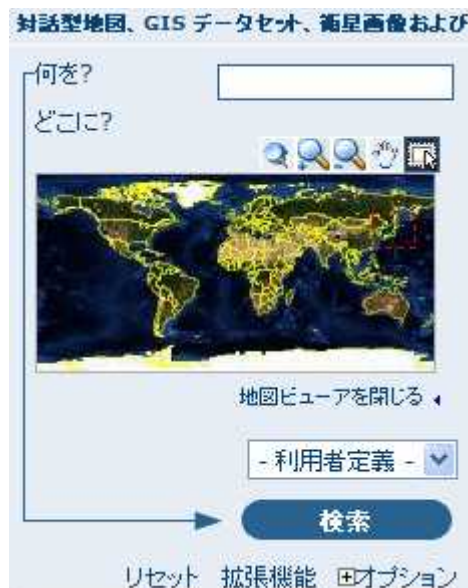 対話型地図、GIS データセット、衛星画像および
何を?
どこに?
地図ビューアを閉じる
- 利用者定義 -
検索
リセット 拡張機能 オプション